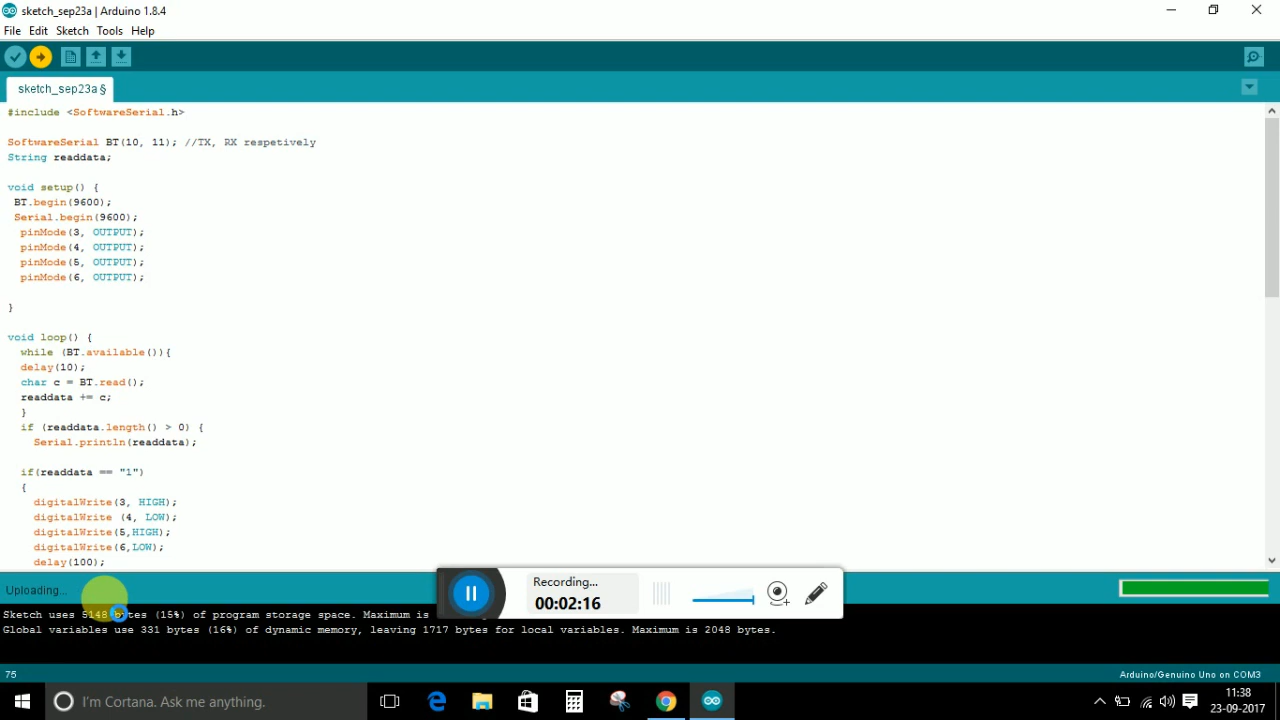 sketch_sep23a | Arduino 1.8.4
File Edit Sketch Tools Help
sketch_sep23a §
#include <SoftwareSerial.h>
SoftwareSerial BT(10, 11); //TX, RX respetively
String readdata;
void setup() {
BT.begin(9600);
Serial.begin(9600);
pinMode(3, OUTPUT);
pinMode(4, OUTPUT);
pinMode(5, OUTPUT);
pinMode(6, OUTPUT);
}
void loop() {
while (BT.available()){
delay(10);
char c = BT.read();
readdata += c;
}
if (readdata.length() > 0) {
Serial.println(readdata);
if(readdata == "1")
{
digitalWrite(3, HIGH);
digitalWrite (4, LOW);
digitalWrite(5,HIGH);
digitalWrite(6,LOW);
delay(100);
Uploading...
Recording...
00:02:16
Sketch uses 5148 bytes (15%) of program storage space. Maximum is
Global variables use 331 bytes (16%) of dynamic memory, leaving 1717 bytes for local variables. Maximum is 2048 bytes.
75
Arduino/Genuino Uno on COM3
I'm Cortana. Ask me anything.
11:38
23-09-2017